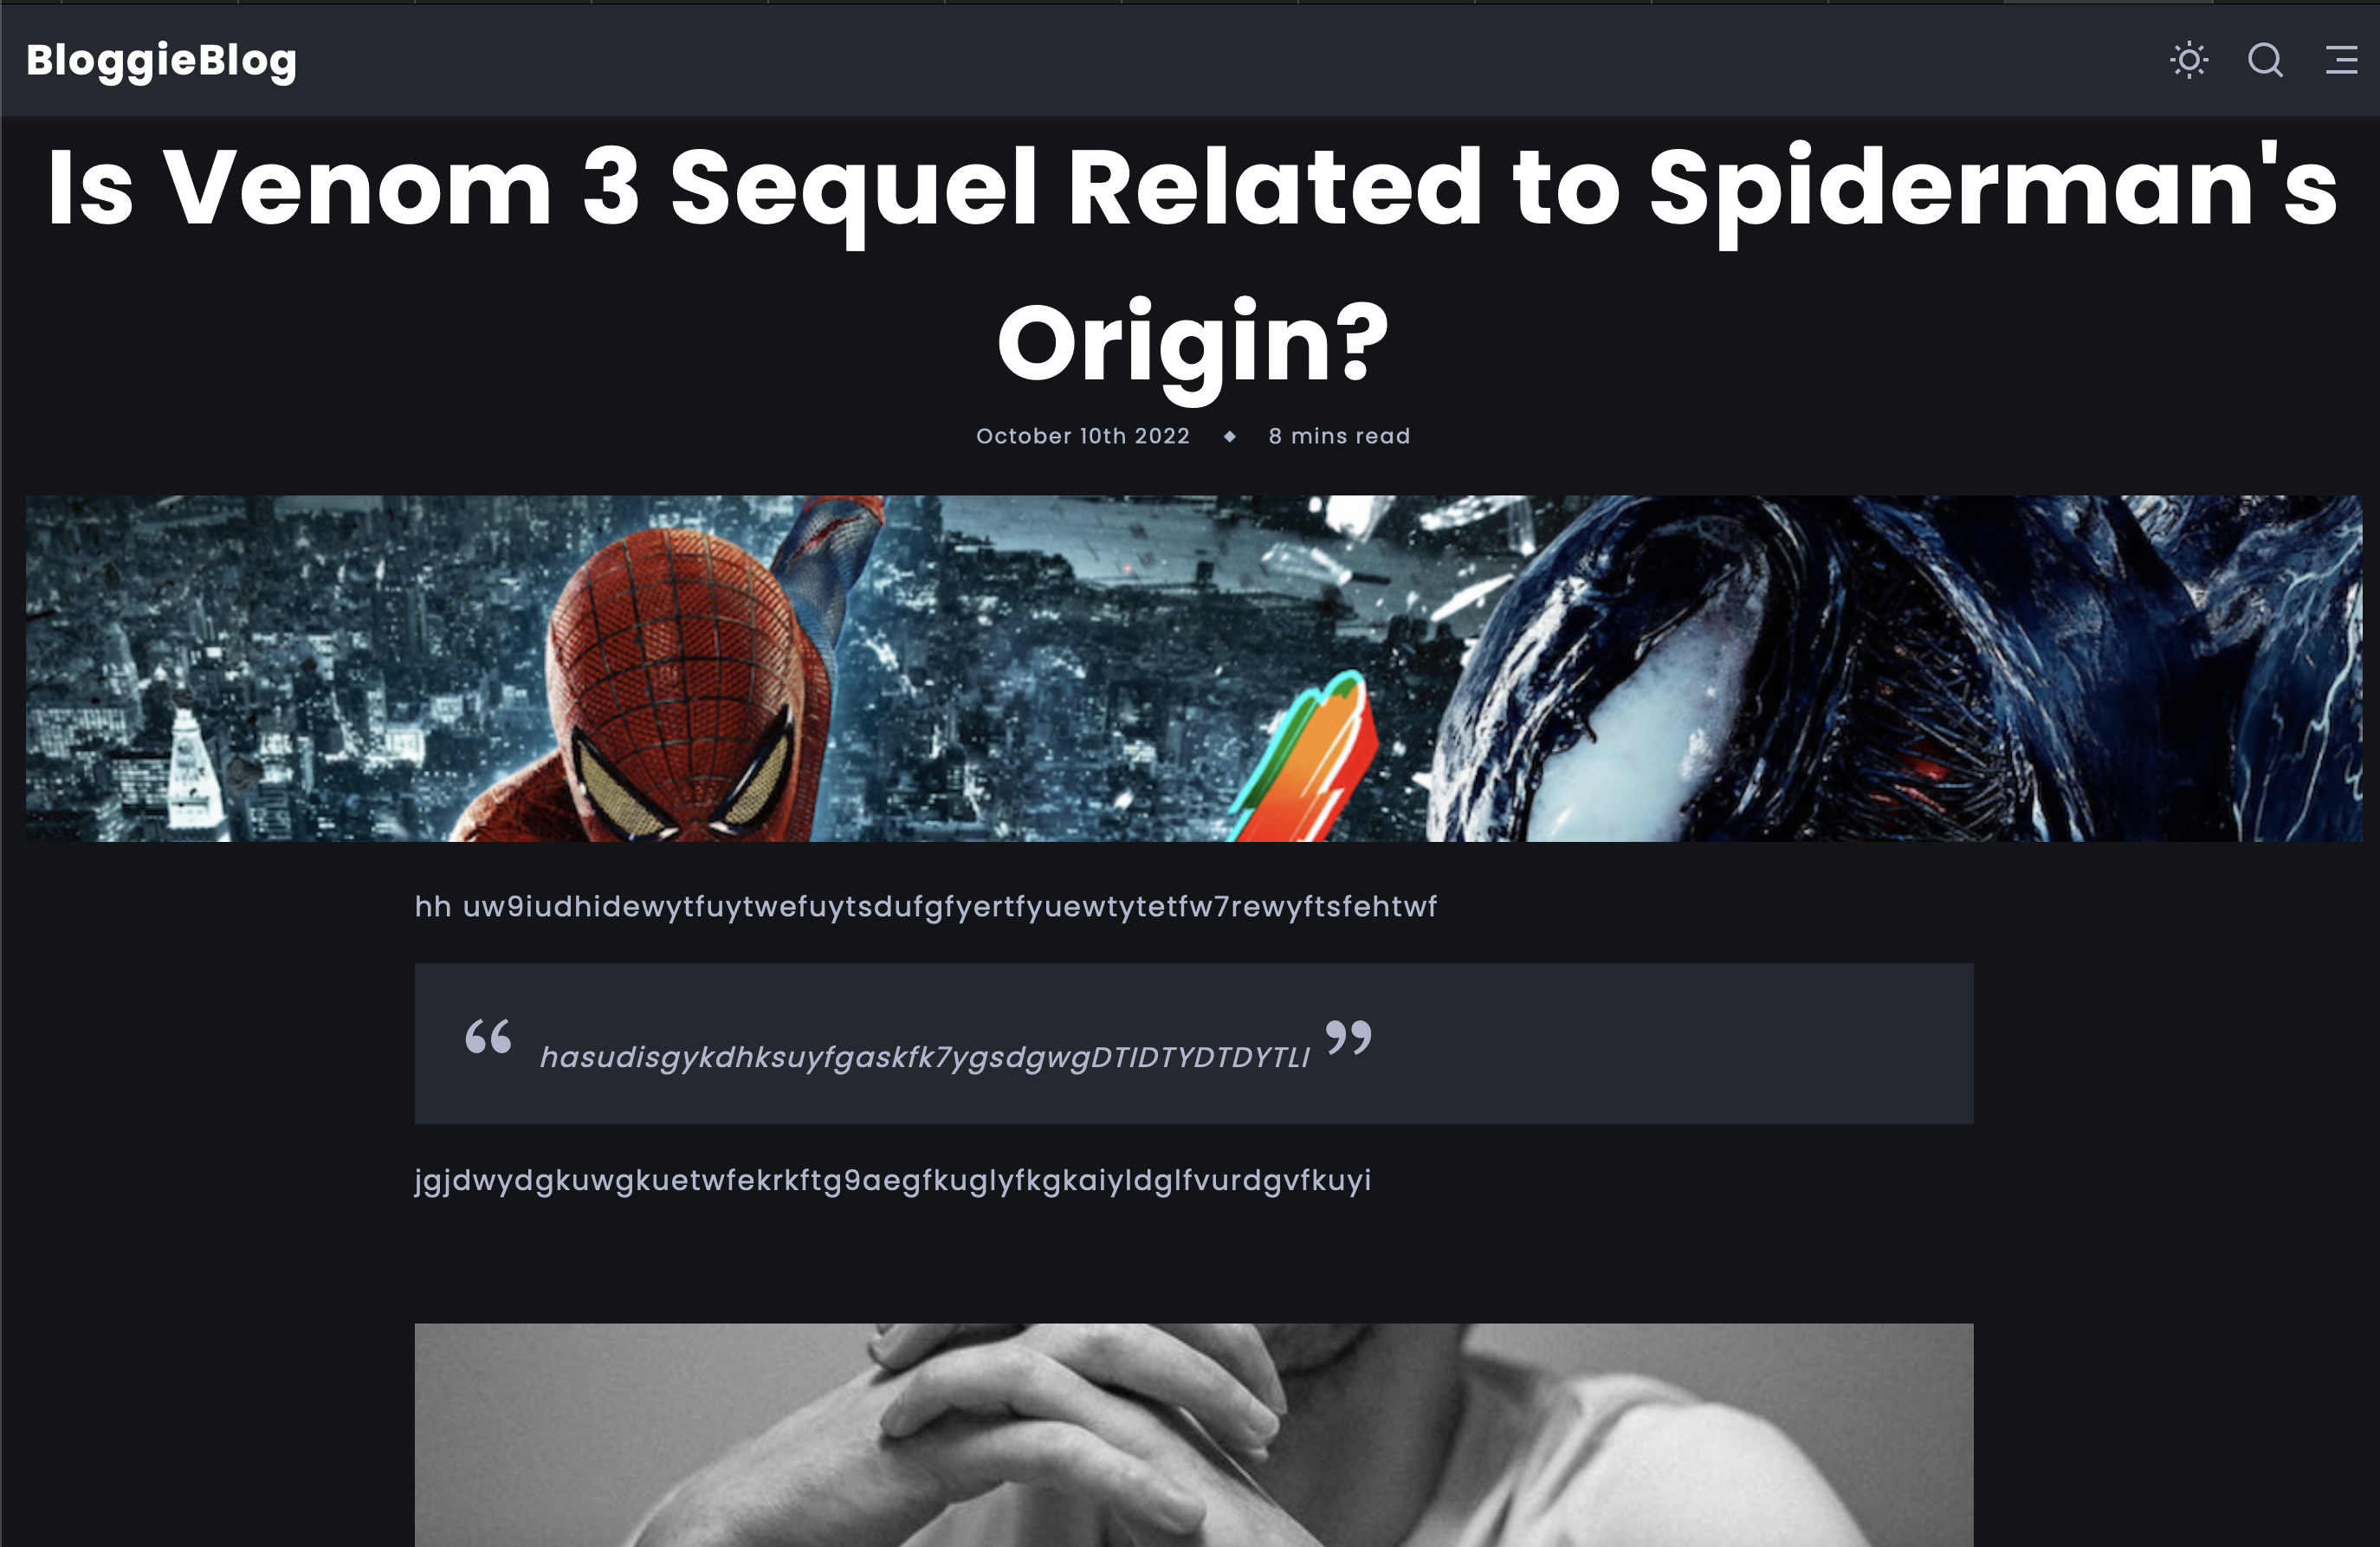 BloggieBlog
Is Venom 3 Sequel Related to Spiderman's
Origin?
October 10th 2022 ◆ 8 mins read
hh uw9iudhidewytfuytwefuytsdufgfyertfyuewtytetfw7rewyftsfehtwf
“ hasudisgykdhksuyfgaskfk7ygsdgwgDTIDTYDTDYTLI ”
jgjdwydgkuwgkuetwfekrkftg9aegfkuglyfkgkaiyldglfvurdgvfkuyi